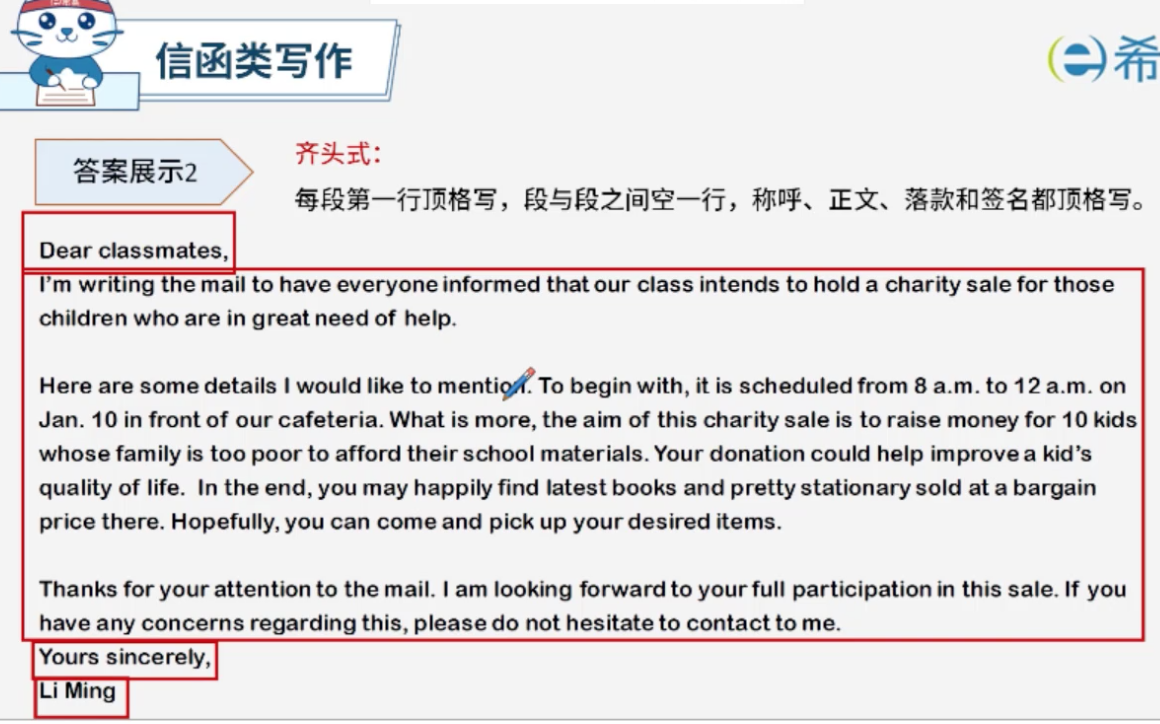 信函类写作
希
答案展示2
齐头式：
每段第一行顶格写，段与段之间空一行，称呼、正文、落款和签名都顶格写。
Dear classmates,
I'm writing the mail to have everyone informed that our class intends to hold a charity sale for those
children who are in great need of help.
Here are some details I would like to mention. To begin with, it is scheduled from 8 a.m. to 12 a.m. on
Jan. 10 in front of our cafeteria. What is more, the aim of this charity sale is to raise money for 10 kids
whose family is too poor to afford their school materials. Your donation could help improve a kid's
quality of life. In the end, you may happily find latest books and pretty stationary sold at a bargain
price there. Hopefully, you can come and pick up your desired items.
Thanks for your attention to the mail. I am looking forward to your full participation in this sale. If you
have any concerns regarding this, please do not hesitate to contact to me.
Yours sincerely,
Li Ming